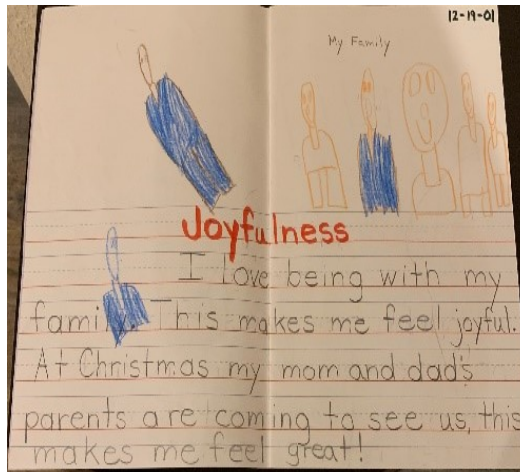 12-19-01
My Family
Joyfulness
I love being with my
family. This makes me feel joyful.
At Christmas my mom and dad's
parents are coming to see us, this
makes me feel great!